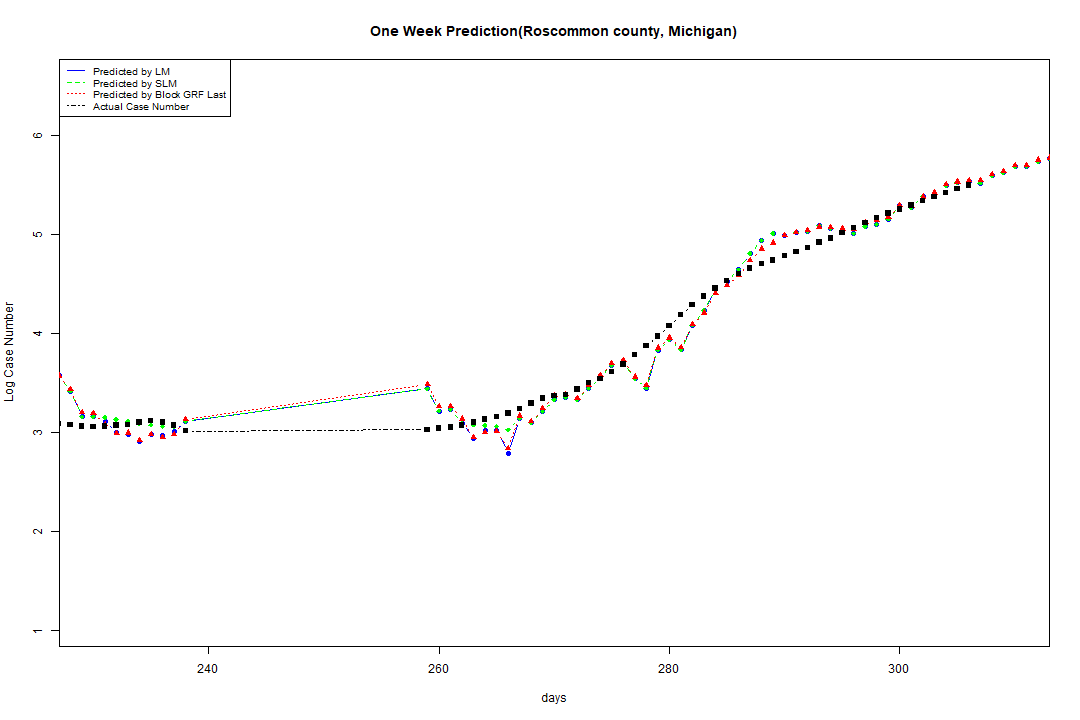 One Week Prediction(Roscommon county, Michigan)
Predicted by LM
Predicted by SLM
Predicted by Block GRF Last
Actual Case Number
6
5
4
3
2
1
Log Case Number
240 260 280 300
days